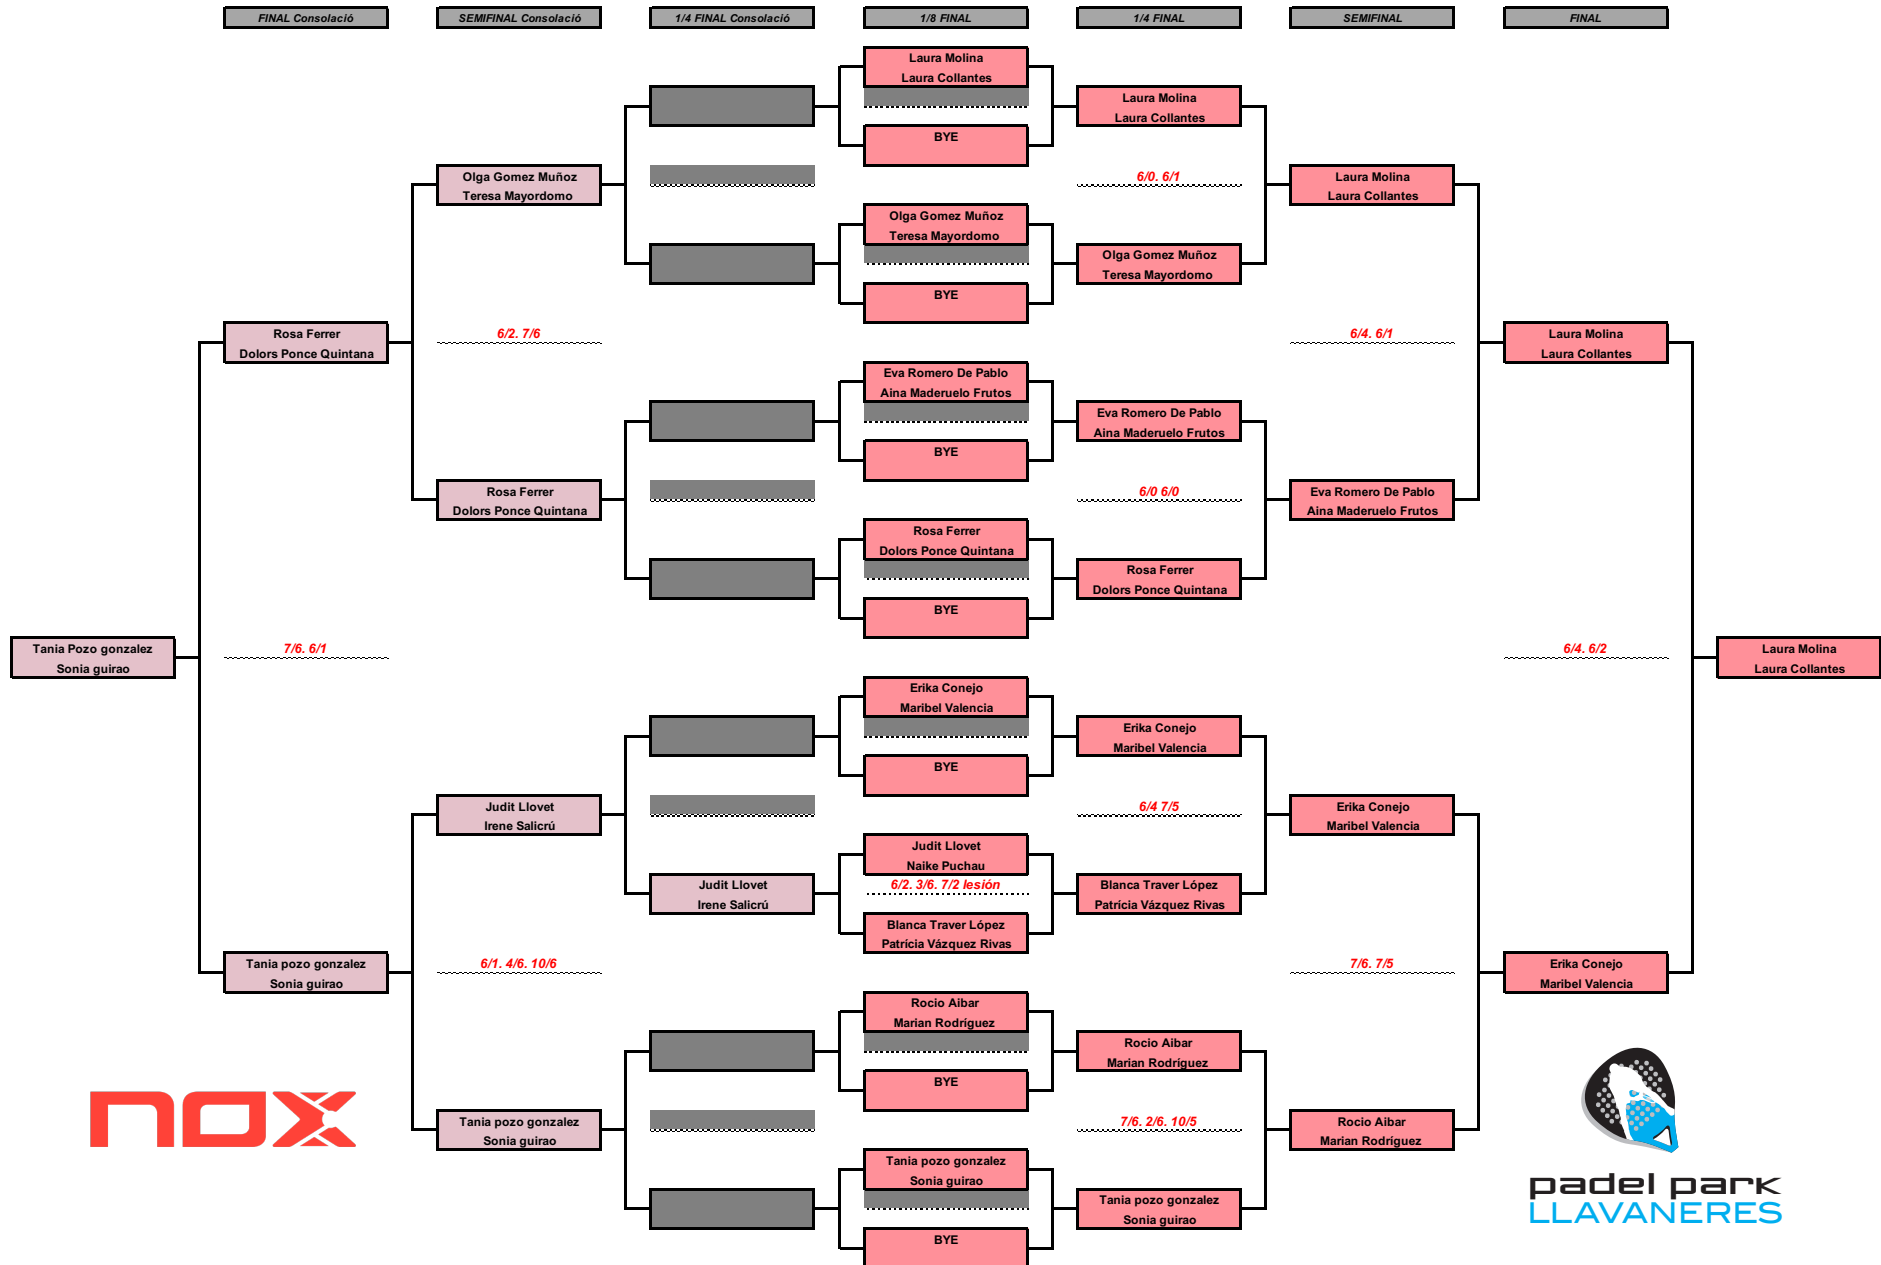 FINAL Consolació
SEMIFINAL Consolació
1/4 FINAL Consolació
1/8 FINAL
1/4 FINAL
SEMIFINAL
FINAL
Tania Pozo gonzalez
Sonia guirao
Rosa Ferrer
Dolors Ponce Quintana
7/6. 6/1
Tania pozo gonzalez
Sonia guirao
Olga Gomez Muñoz
Teresa Mayordomo
6/2. 7/6
Rosa Ferrer
Dolors Ponce Quintana
Judit Llovet
Irene Salicrú
6/1. 4/6. 10/6
Tania pozo gonzalez
Sonia guirao
Judit Llovet
Irene Salicrú
Laura Molina
Laura Collantes
BYE
Olga Gomez Muñoz
Teresa Mayordomo
BYE
Eva Romero De Pablo
Aina Maderuelo Frutos
BYE
Rosa Ferrer
Dolors Ponce Quintana
BYE
Erika Conejo
Maribel Valencia
BYE
Judit Llovet
Naike Puchau
6/2. 3/6. 7/2 lesión
Blanca Traver López
Patrícia Vázquez Rivas
Rocio Aibar
Marian Rodríguez
BYE
Tania pozo gonzalez
Sonia guirao
BYE
Laura Molina
Laura Collantes
6/0. 6/1
Olga Gomez Muñoz
Teresa Mayordomo
Eva Romero De Pablo
Aina Maderuelo Frutos
6/0 6/0
Rosa Ferrer
Dolors Ponce Quintana
Erika Conejo
Maribel Valencia
6/4 7/5
Blanca Traver López
Patrícia Vázquez Rivas
Rocio Aibar
Marian Rodríguez
7/6. 2/6. 10/5
Tania pozo gonzalez
Sonia guirao
Laura Molina
Laura Collantes
6/4. 6/1
Eva Romero De Pablo
Aina Maderuelo Frutos
Erika Conejo
Maribel Valencia
7/6. 7/5
Rocio Aibar
Marian Rodríguez
Laura Molina
Laura Collantes
6/4. 6/2
Erika Conejo
Maribel Valencia
Laura Molina
Laura Collantes
nox
padel park
LLAVANERES